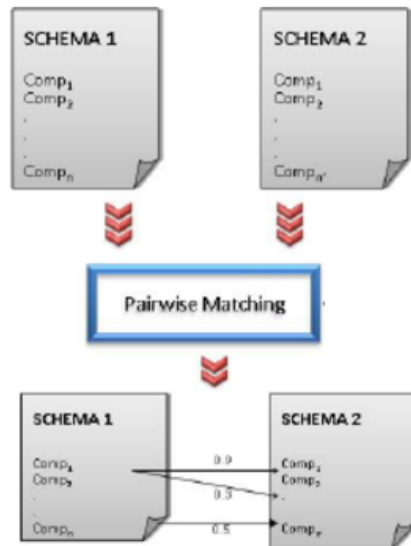 SCHEMA 1
Comp₁
Comp₂
.
.
.
Compₙ
SCHEMA 2
Comp₁
Comp₂
.
.
.
Compₙ'
Pairwise Matching
SCHEMA 1
Comp₁
Comp₂
.
Compₙ
0.9
0.3
0.5
SCHEMA 2
Comp₁
Comp₂
.
Compₙ'